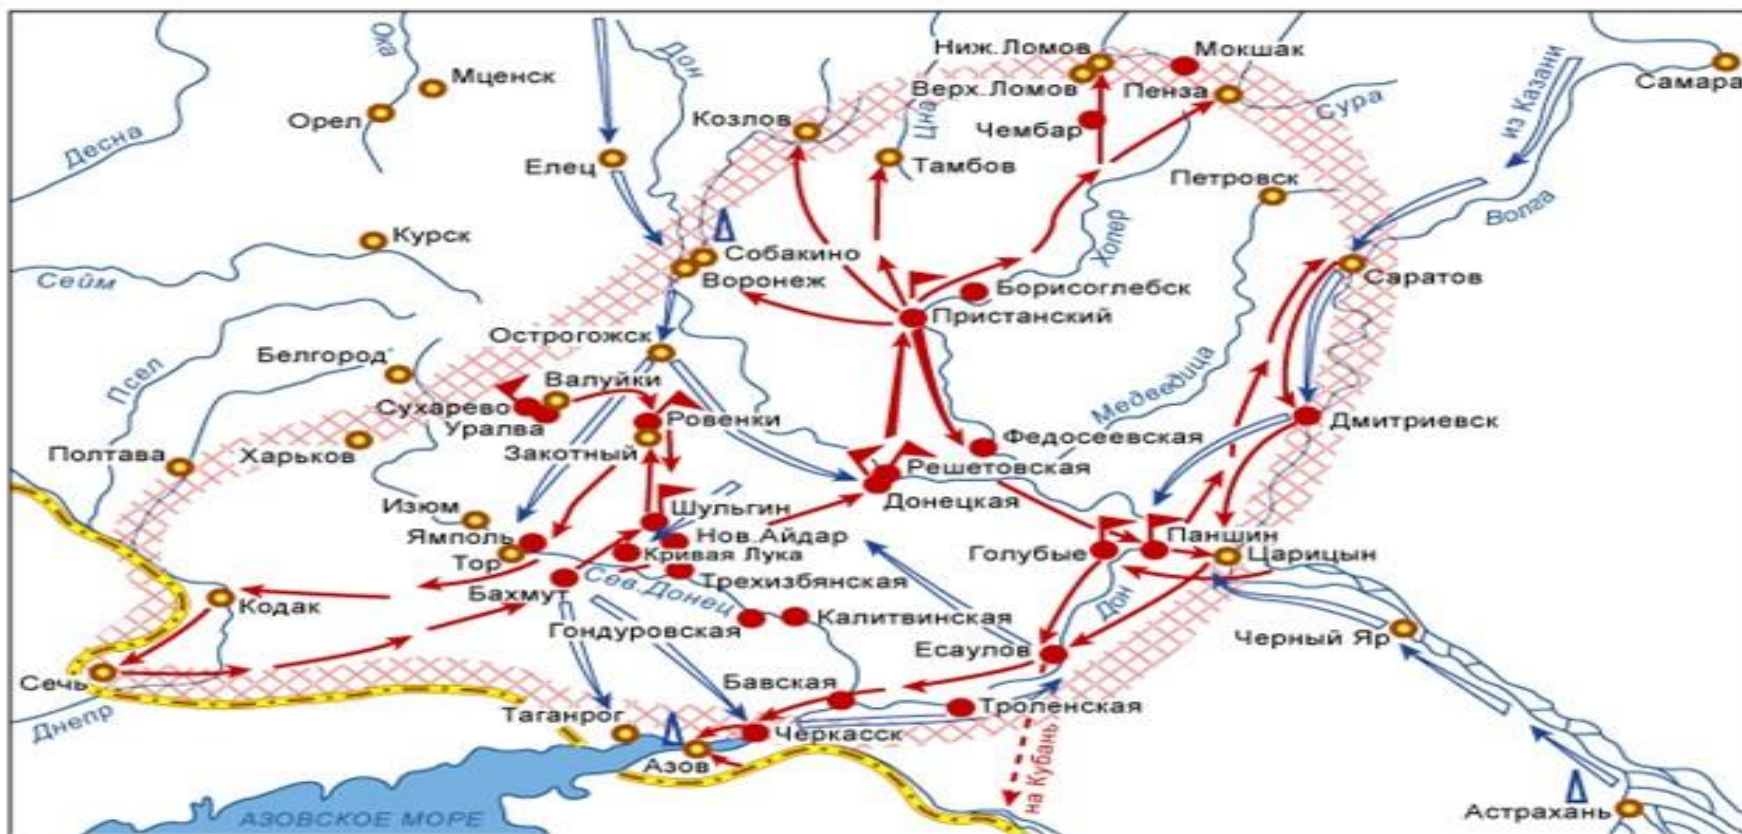 Ока
Дон
Ниж.Ломов
Мокшак
Мценск
Самара
Верх.Ломов
Пенза
Орел
Козлов
Цна
Чембар
Сура
из Казани
Десна
Елец
Тамбов
Петровск
Волга
Курск
Хопер
Собакино
Сейм
Воронеж
Саратов
Борисоглебск
Пристанский
Острогожск
Белгород
Псел
Валуйки
Медведица
Сухарево
Уралва
Ровенки
Дмитриевск
Полтава
Харьков
Закотный
Федосеевская
Решетовская
Донецкая
Изюм
Шульгин
Ямполь
Нов.Айдар
Паншин
Тор
Кривая Лука
Голубые
Царицын
Бахмут
Сев.Донец
Трехизбянская
Кодак
Дон
Гондуровская
Калитвинская
Черный Яр
Есаулов
Сечь
Бавская
Днепр
Таганрог
Троленская
Черкасск
Азов
на Кубань
АЗОВСКОЕ МОРЕ
Астрахань